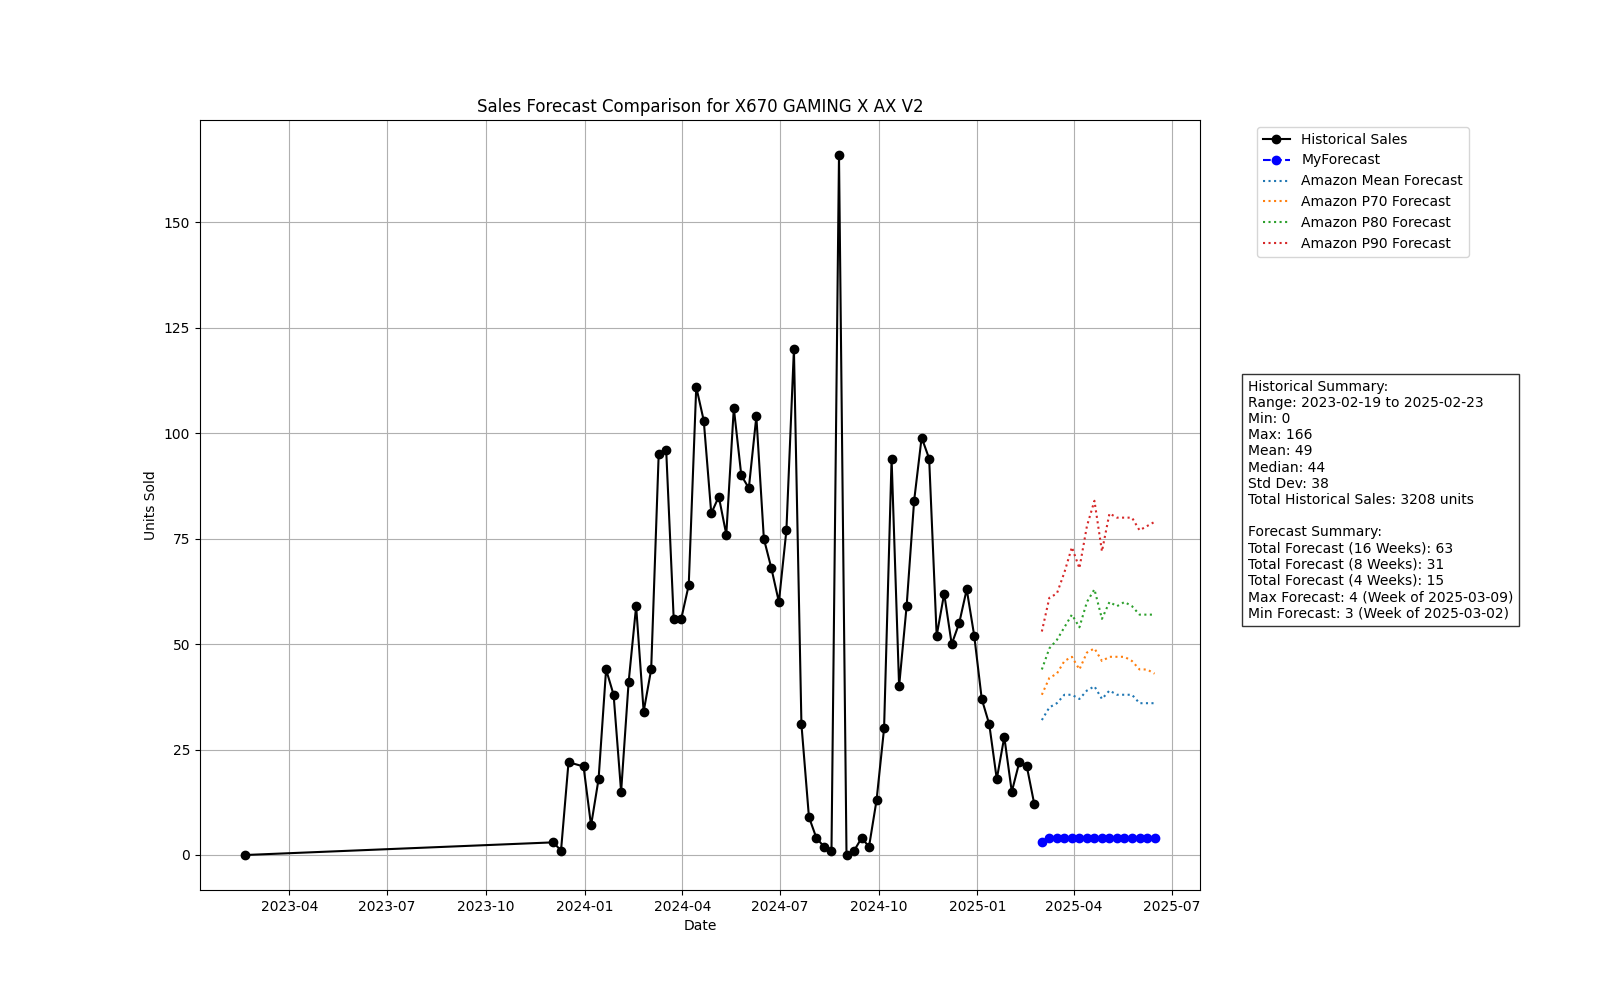 Sales Forecast Comparison for X670 GAMING X AX V2
Historical Sales
MyForecast
Amazon Mean Forecast
Amazon P70 Forecast
Amazon P80 Forecast
Amazon P90 Forecast
150
125
100
75
50
25
0
Units Sold
2023-04 2023-07 2023-10 2024-01 2024-04 2024-07 2024-10 2025-01 2025-04 2025-07
Date
Historical Summary:
Range: 2023-02-19 to 2025-02-23
Min: 0
Max: 166
Mean: 49
Median: 44
Std Dev: 38
Total Historical Sales: 3208 units
Forecast Summary:
Total Forecast (16 Weeks): 63
Total Forecast (8 Weeks): 31
Total Forecast (4 Weeks): 15
Max Forecast: 4 (Week of 2025-03-09)
Min Forecast: 3 (Week of 2025-03-02)